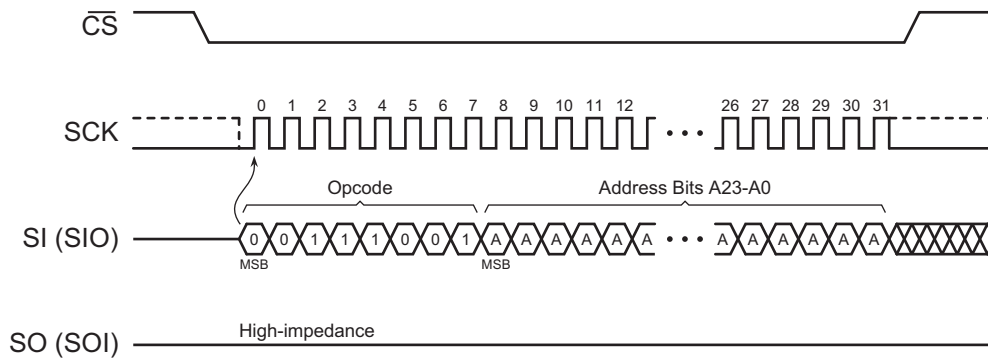 CS
0 1 2 3 4 5 6 7 8 9 10 11 12 26 27 28 29 30 31
SCK
Opcode Address Bits A23-A0
SI (SIO) 0 0 1 1 1 0 0 1 A A A A A A A A A A A A
MSB MSB
High-impedance
SO (SOI)